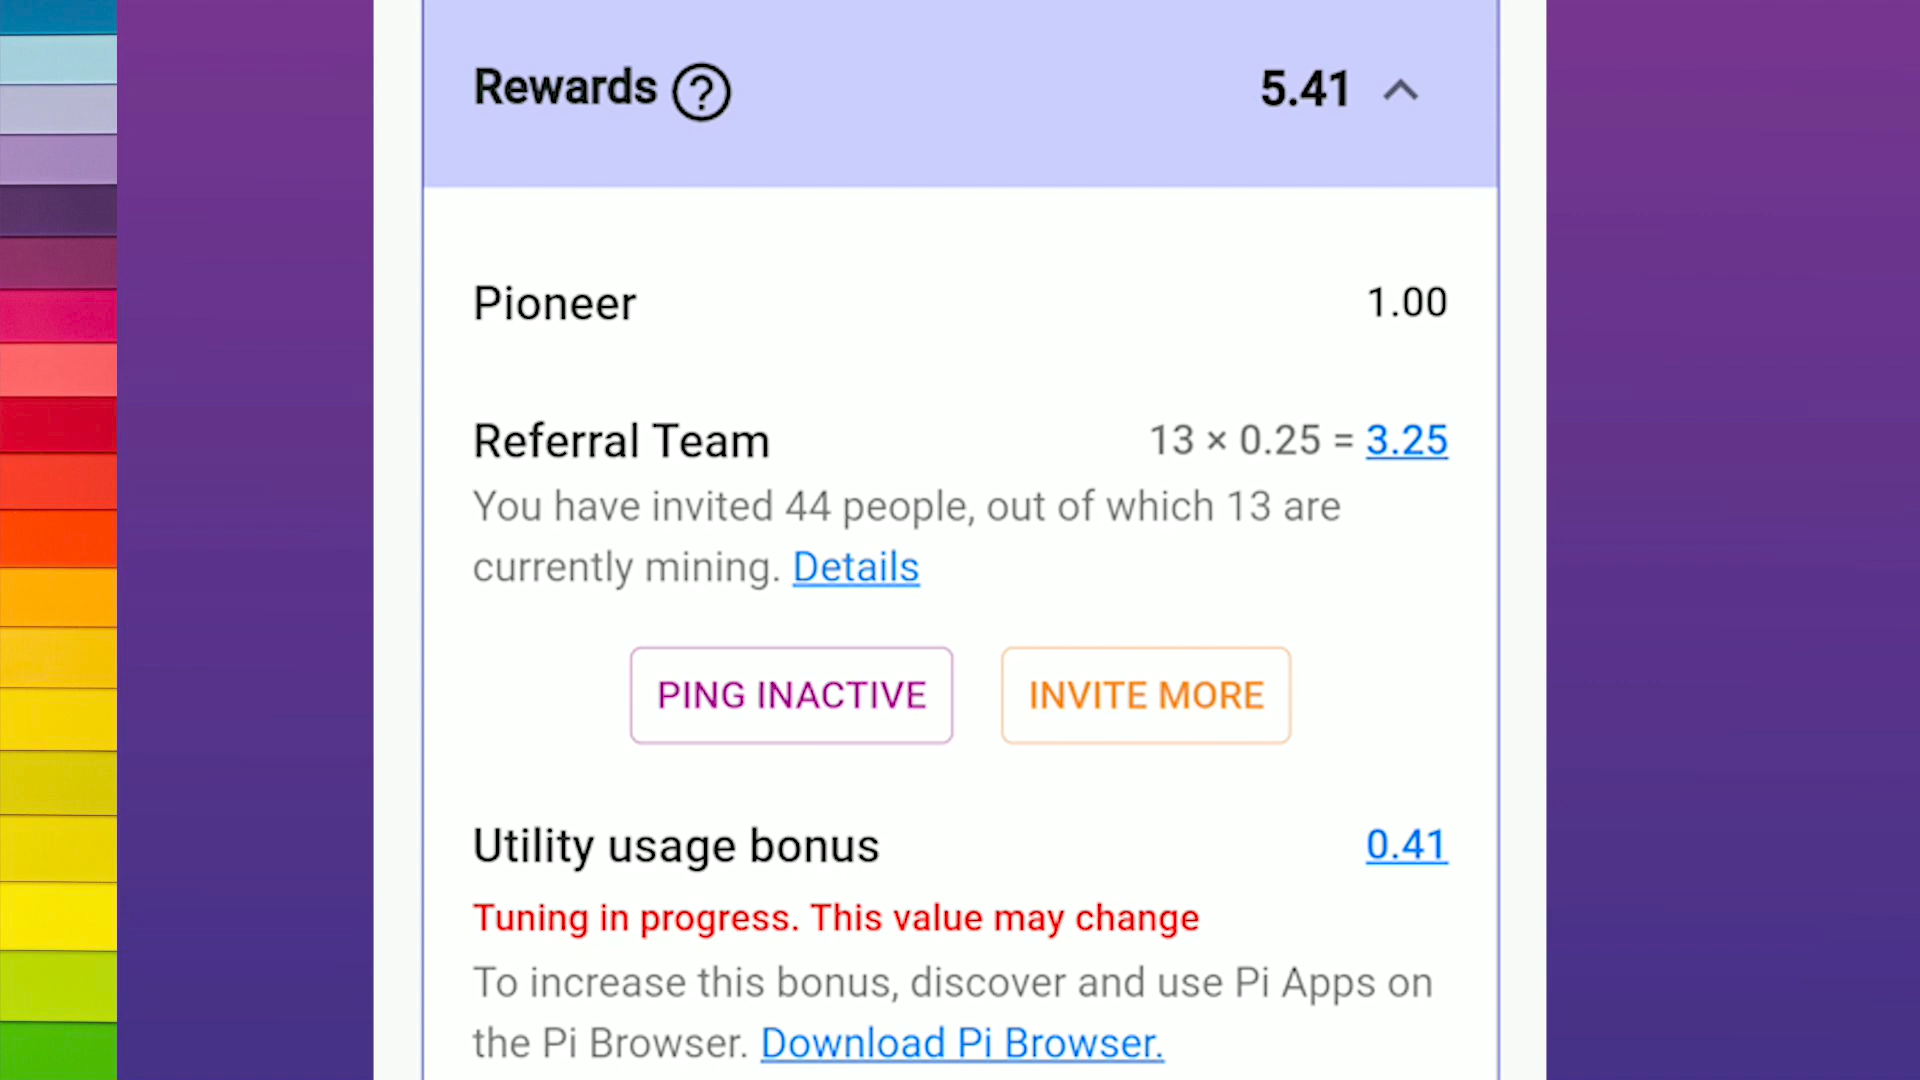 Rewards ? 5.41
Pioneer 1.00
Referral Team 13 × 0.25 = 3.25
You have invited 44 people, out of which 13 are
currently mining. Details
PING INACTIVE INVITE MORE
Utility usage bonus 0.41
Tuning in progress. This value may change
To increase this bonus, discover and use Pi Apps on
the Pi Browser. Download Pi Browser.